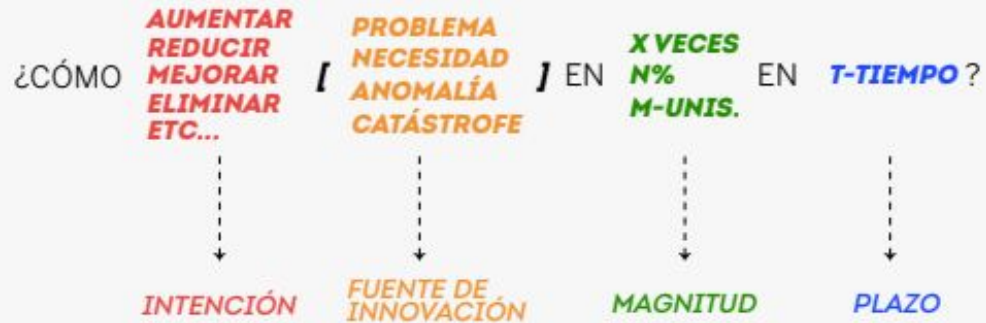 ¿CÓMO
AUMENTAR
REDUCIR
MEJORAR
ELIMINAR
ETC...
[
PROBLEMA
NECESIDAD
ANOMALÍA
CATÁSTROFE
] EN
X VECES
N%
M-UNIS.
EN
T-TIEMPO ?
INTENCIÓN
FUENTE DE
INNOVACIÓN
MAGNITUD
PLAZO